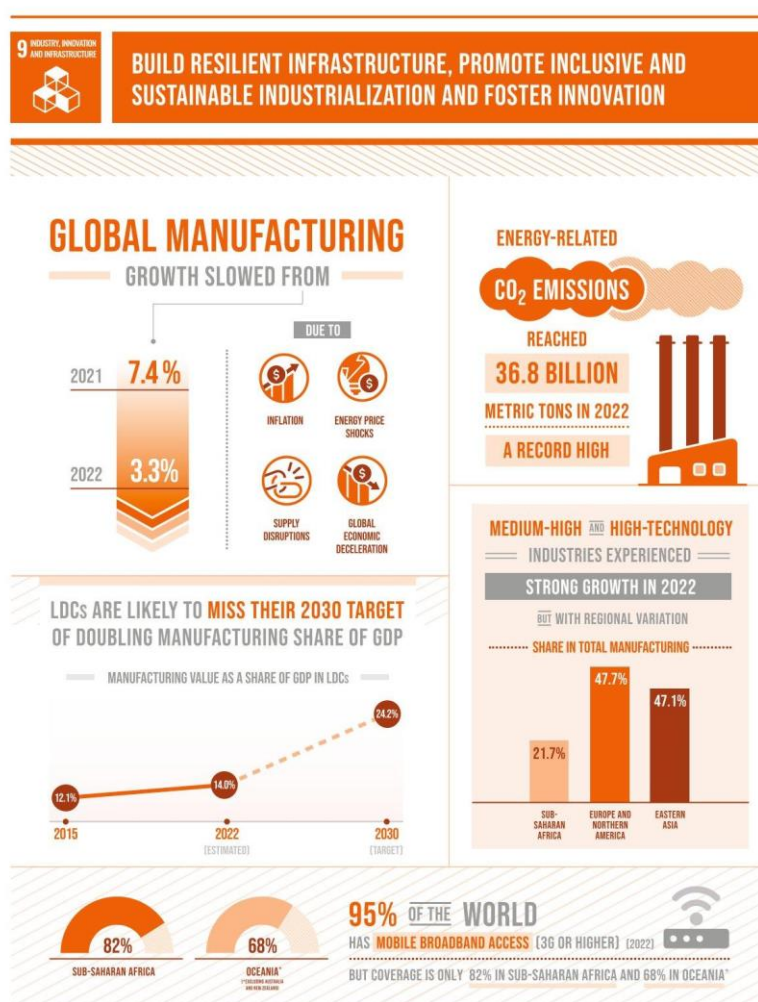 9 INDUSTRY, INNOVATION
AND INFRASTRUCTURE
BUILD RESILIENT INFRASTRUCTURE, PROMOTE INCLUSIVE AND
SUSTAINABLE INDUSTRIALIZATION AND FOSTER INNOVATION
GLOBAL MANUFACTURING
GROWTH SLOWED FROM
2021 7.4%
2022 3.3%
DUE TO
INFLATION
ENERGY PRICE
SHOCKS
SUPPLY
DISRUPTIONS
GLOBAL
ECONOMIC
DECELERATION
ENERGY-RELATED
CO₂ EMISSIONS
REACHED
36.8 BILLION
METRIC TONS IN 2022
A RECORD HIGH
LDCs ARE LIKELY TO MISS THEIR 2030 TARGET
OF DOUBLING MANUFACTURING SHARE OF GDP
MANUFACTURING VALUE AS A SHARE OF GDP IN LDCs
12.1%
14.0%
24.2%
2015
2022
(ESTIMATED)
2030
(TARGET)
MEDIUM-HIGH AND HIGH-TECHNOLOGY
INDUSTRIES EXPERIENCED
STRONG GROWTH IN 2022
BUT WITH REGIONAL VARIATION
SHARE IN TOTAL MANUFACTURING
21.7%
47.7%
47.1%
SUB-
SAHARAN
AFRICA
EUROPE AND
NORTHERN
AMERICA
EASTERN
ASIA
82%
SUB-SAHARAN AFRICA
68%
OCEANIA*
(*EXCLUDING AUSTRALIA
AND NEW ZEALAND)
95% OF THE WORLD
HAS MOBILE BROADBAND ACCESS (3G OR HIGHER) (2022)
BUT COVERAGE IS ONLY 82% IN SUB-SAHARAN AFRICA AND 68% IN OCEANIA*